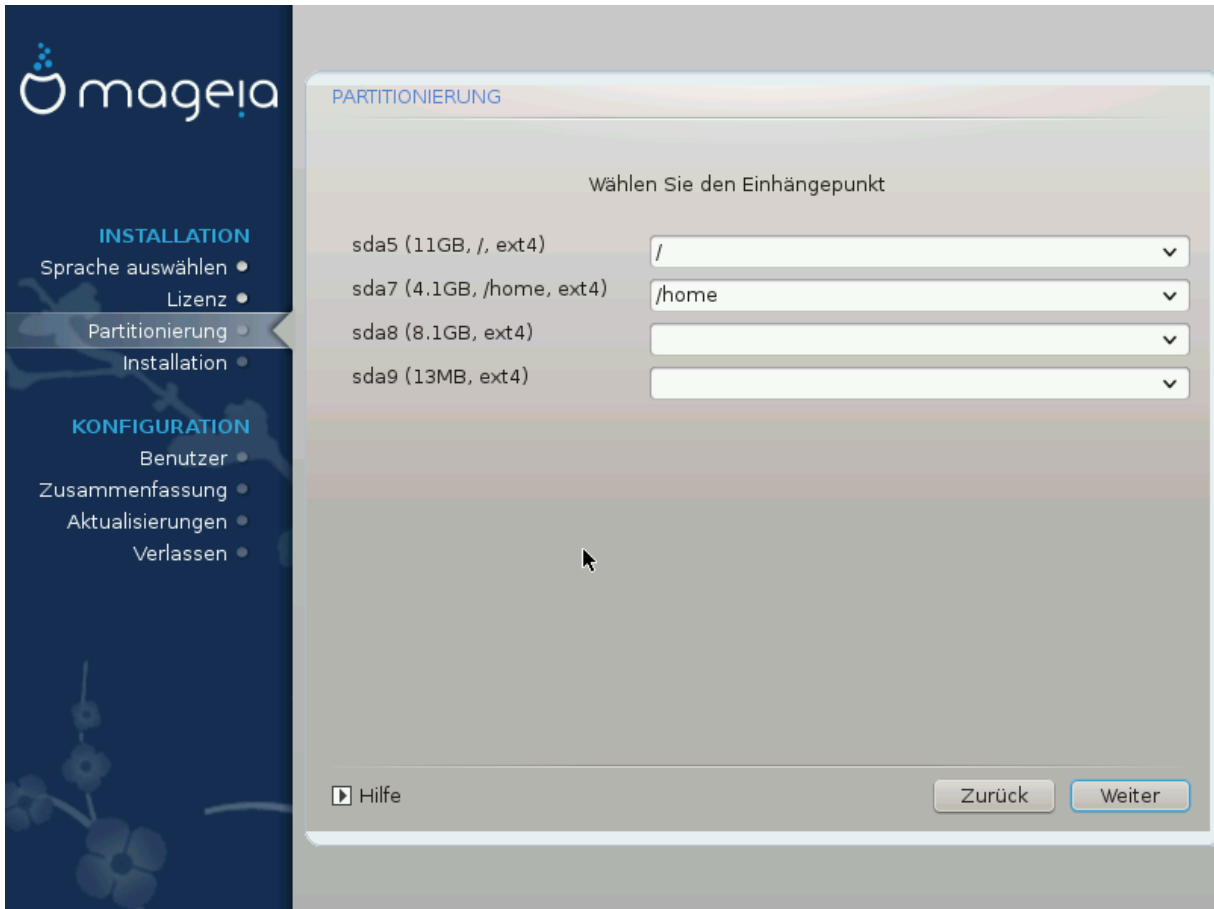 mageia
INSTALLATION
Sprache auswählen
Lizenz
Partitionierung
Installation
KONFIGURATION
Benutzer
Zusammenfassung
Aktualisierungen
Verlassen
PARTITIONIERUNG
Wählen Sie den Einhängepunkt
sda5 (11GB, /, ext4) /
sda7 (4.1GB, /home, ext4) /home
sda8 (8.1GB, ext4)
sda9 (13MB, ext4)
Hilfe Zurück Weiter